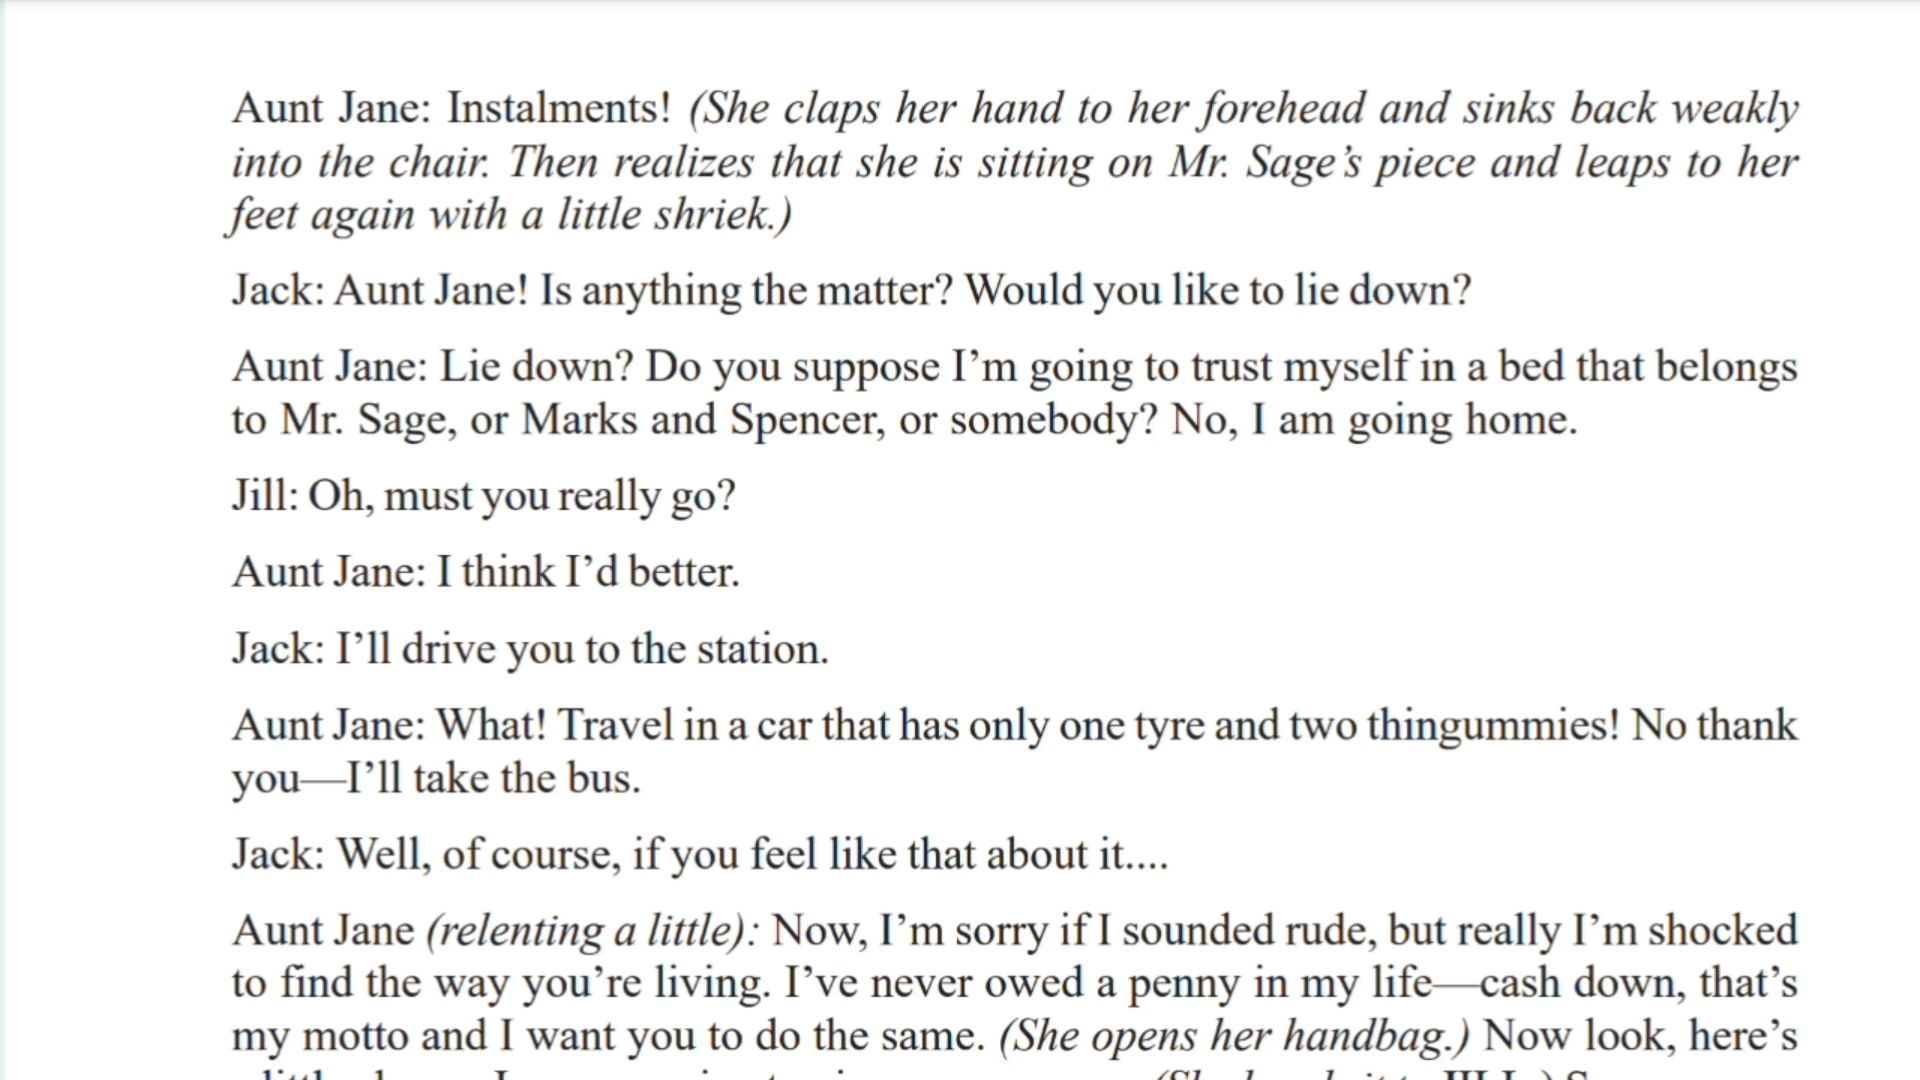 Aunt Jane: Instalments! (She claps her hand to her forehead and sinks back weakly
into the chair. Then realizes that she is sitting on Mr. Sage’s piece and leaps to her
feet again with a little shriek.)
Jack: Aunt Jane! Is anything the matter? Would you like to lie down?
Aunt Jane: Lie down? Do you suppose I’m going to trust myself in a bed that belongs
to Mr. Sage, or Marks and Spencer, or somebody? No, I am going home.
Jill: Oh, must you really go?
Aunt Jane: I think I’d better.
Jack: I’ll drive you to the station.
Aunt Jane: What! Travel in a car that has only one tyre and two thingummies! No thank
you—I’ll take the bus.
Jack: Well, of course, if you feel like that about it....
Aunt Jane (relenting a little): Now, I’m sorry if I sounded rude, but really I’m shocked
to find the way you’re living. I’ve never owed a penny in my life—cash down, that’s
my motto and I want you to do the same. (She opens her handbag.) Now look, here’s